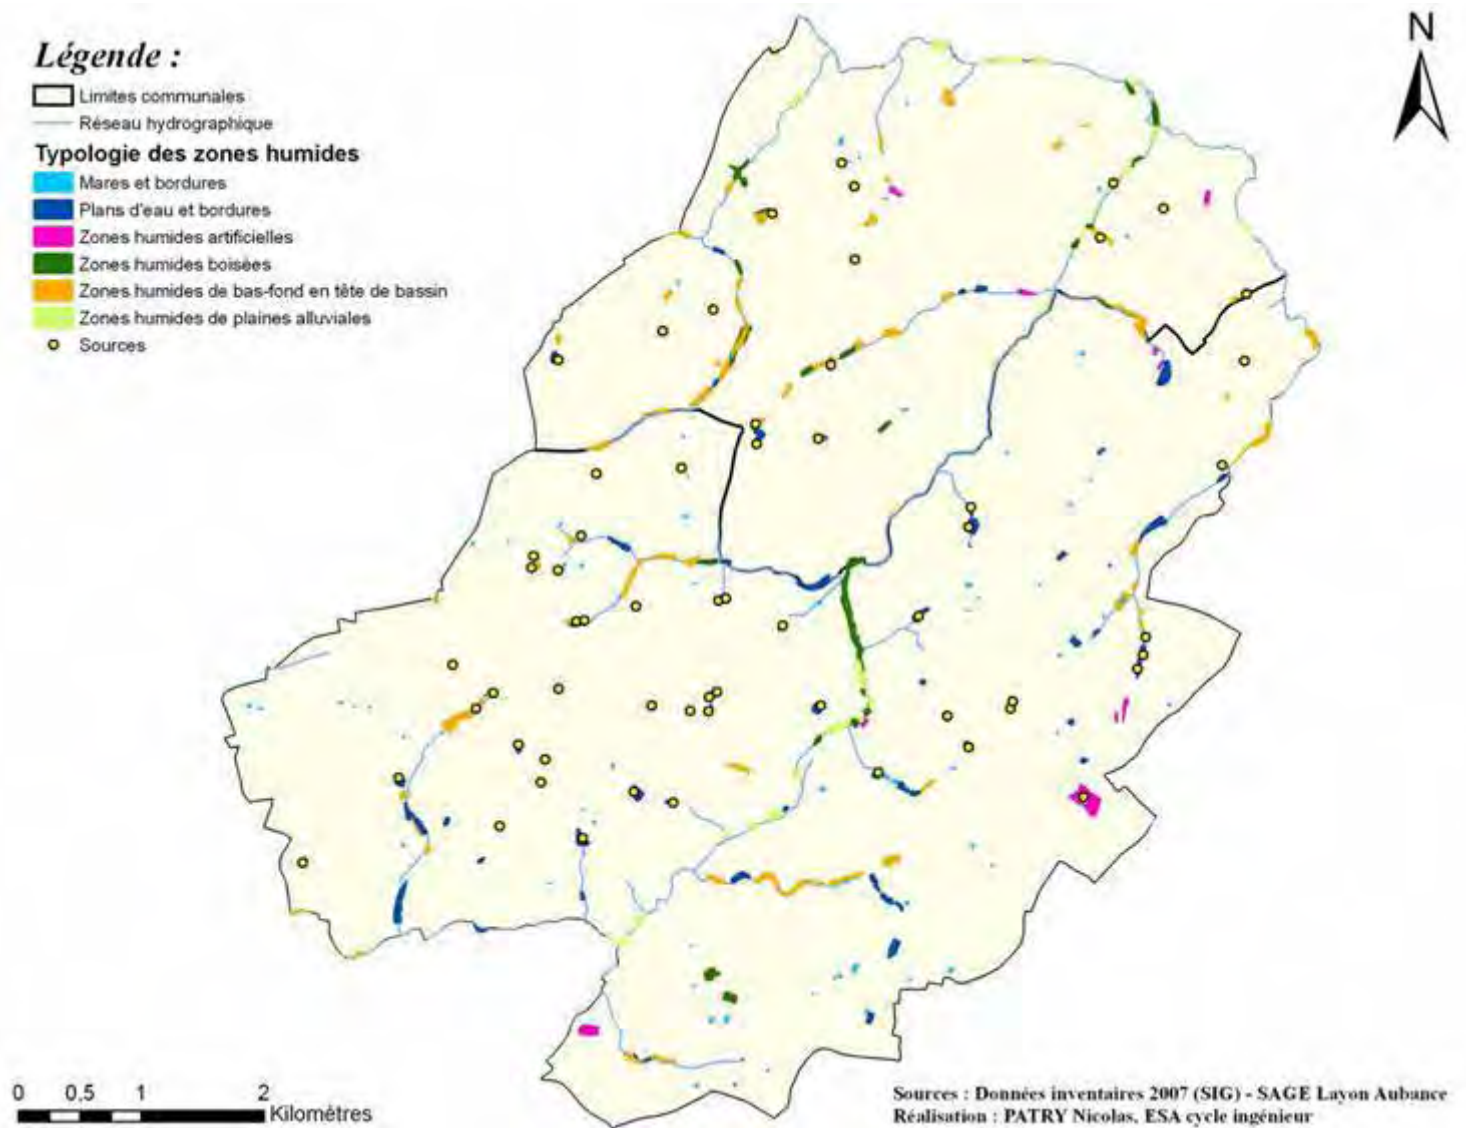 Légende :
Limites communales
Réseau hydrographique
Typologie des zones humides
Mares et bordures
Plans d'eau et bordures
Zones humides artificielles
Zones humides boisées
Zones humides de bas-fond en tête de bassin
Zones humides de plaines alluviales
Sources
N
0 0.5 1 2
Kilomètres
Sources : Données inventaires 2007 (SIG) - SAGE Layon Aubance
Réalisation : PATRY Nicolas, ESA cycle ingénieur